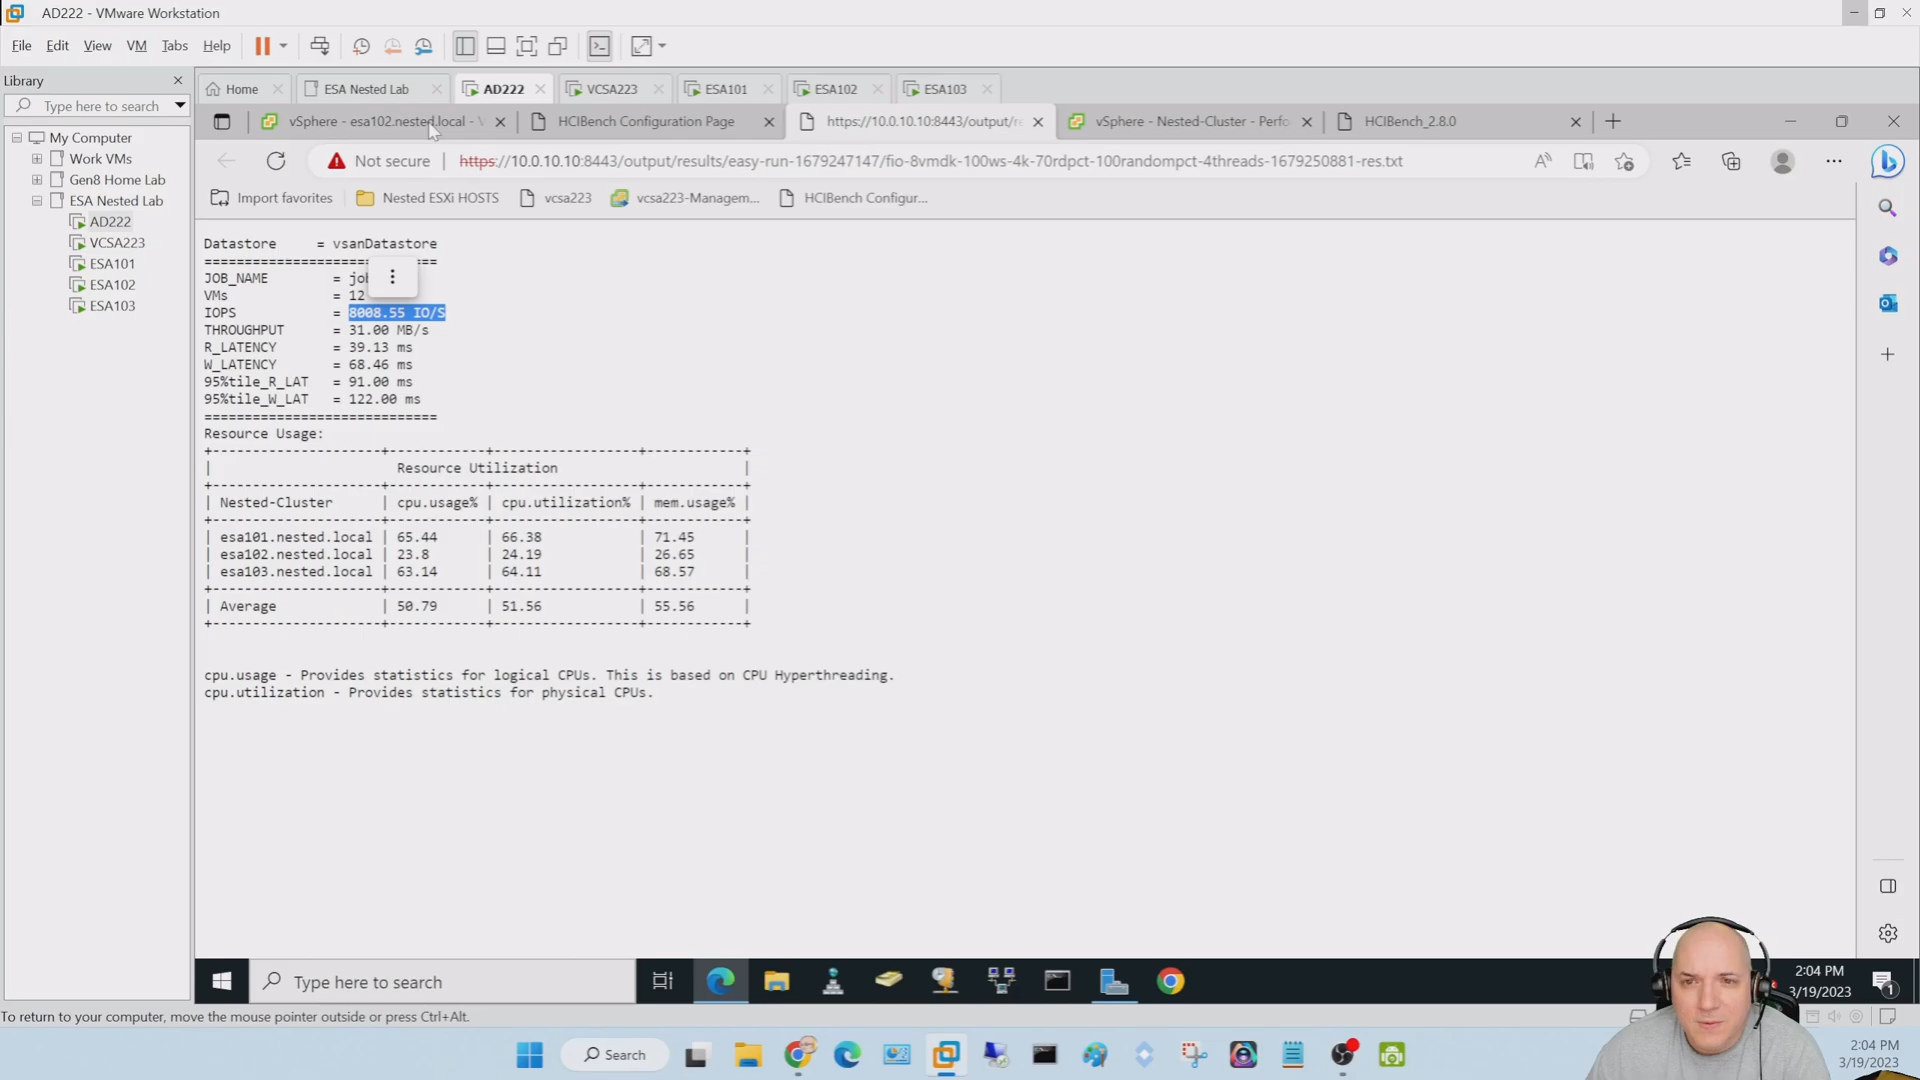 AD222 - VMware Workstation
File Edit View VM Tabs Help
Library
Type here to search
My Computer
Work VMs
Gen8 Home Lab
ESA Nested Lab
AD222
VCSA223
ESA101
ESA102
ESA103
Home ESA Nested Lab AD222 VCSA223 ESA101 ESA102 ESA103
vSphere - esa102.nested.local - V HCIBench Configuration Page https://10.0.10.10:8443/output/re vSphere - Nested-Cluster - Perfo HCIBench_2.8.0
Not secure https://10.0.10.10:8443/output/results/easy-run-1679247147/fio-8vmdk-100ws-4k-70rdpct-100randompct-4threads-1679250881-res.txt
Import favorites Nested ESXi HOSTS vcsa223 vcsa223-Managem... HCIBench Configur...
Datastore = vsanDatastore
=============================
JOB_NAME = job
VMs = 12
IOPS = 8008.55 IO/S
THROUGHPUT = 31.00 MB/s
R_LATENCY = 39.13 ms
W_LATENCY = 68.46 ms
95%tile_R_LAT = 91.00 ms
95%tile_W_LAT = 122.00 ms
=============================
Resource Usage:
+---------------------+------------+------------------+------------+
| Resource Utilization |
+---------------------+------------+------------------+------------+
| Nested-Cluster | cpu.usage% | cpu.utilization% | mem.usage% |
+---------------------+------------+------------------+------------+
| esa101.nested.local | 65.44 | 66.38 | 71.45 |
| esa102.nested.local | 23.8 | 24.19 | 26.65 |
| esa103.nested.local | 63.14 | 64.11 | 68.57 |
+---------------------+------------+------------------+------------+
| Average | 50.79 | 51.56 | 55.56 |
+---------------------+------------+------------------+------------+
cpu.usage - Provides statistics for logical CPUs. This is based on CPU Hyperthreading.
cpu.utilization - Provides statistics for physical CPUs.
Type here to search
2:04 PM
3/19/2023
1
To return to your computer, move the mouse pointer outside or press Ctrl+Alt.
Search
2:04 PM
3/19/2023